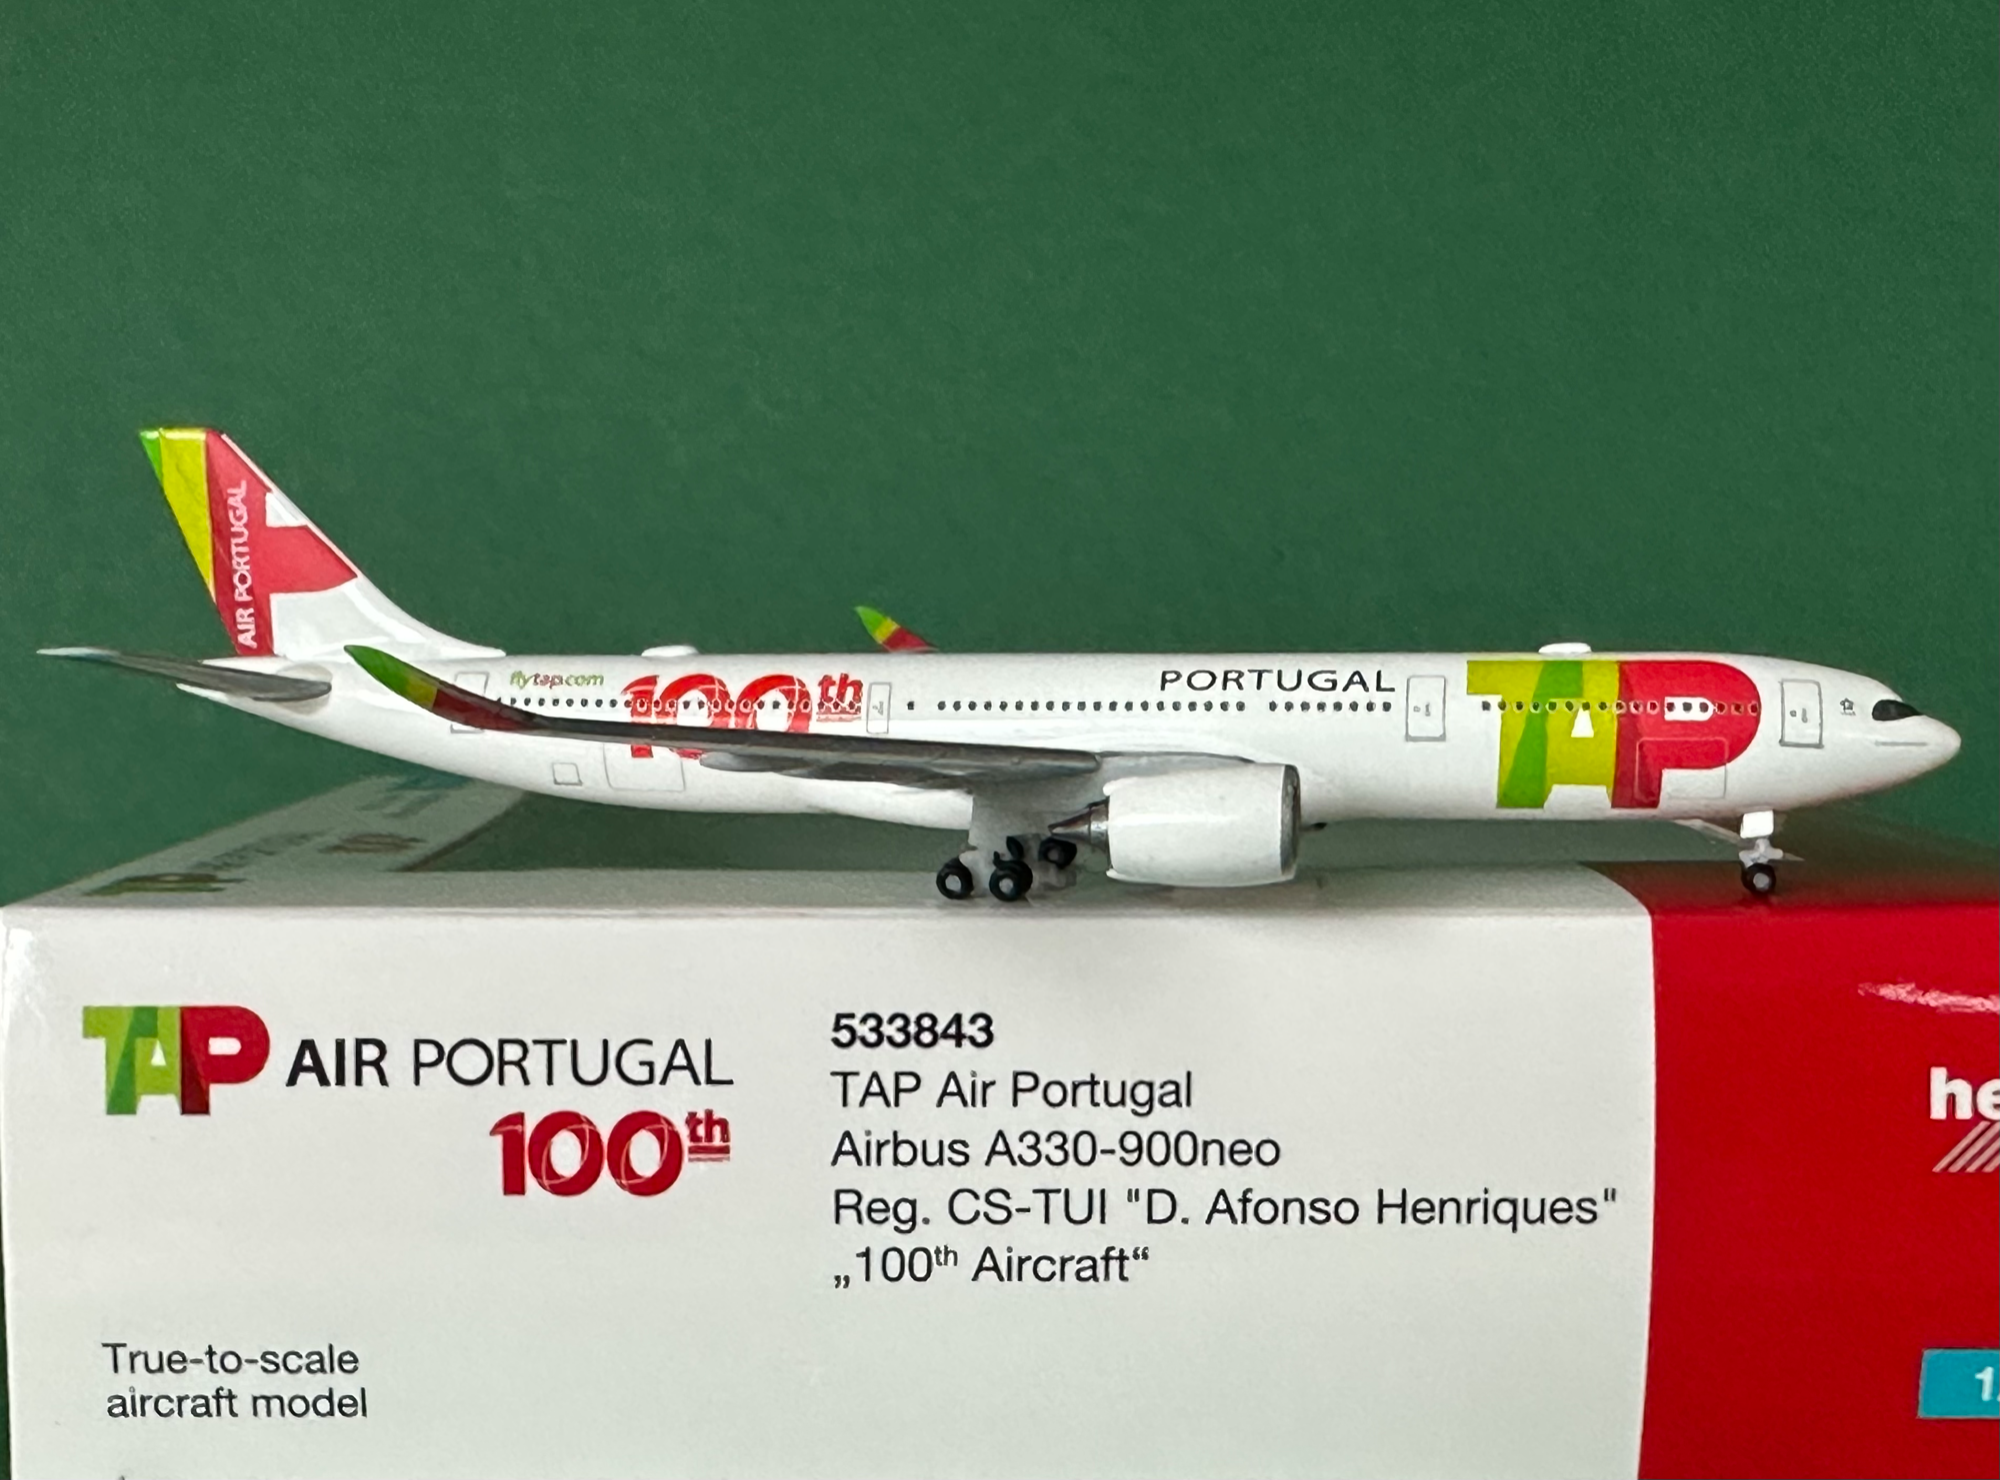 AIR PORTUGAL
flytap.com
100th
PORTUGAL
TAP
TAP AIR PORTUGAL
100th
533843
TAP Air Portugal
Airbus A330-900neo
Reg. CS-TUI "D. Afonso Henriques"
„100th Aircraft“
True-to-scale
aircraft model
he